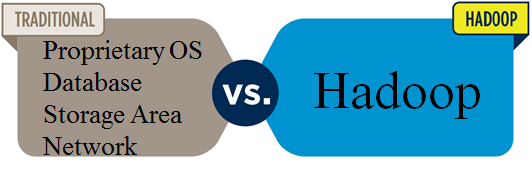 TRADITIONAL
Proprietary OS
Database
Storage Area
Network
vs.
HADOOP
Hadoop